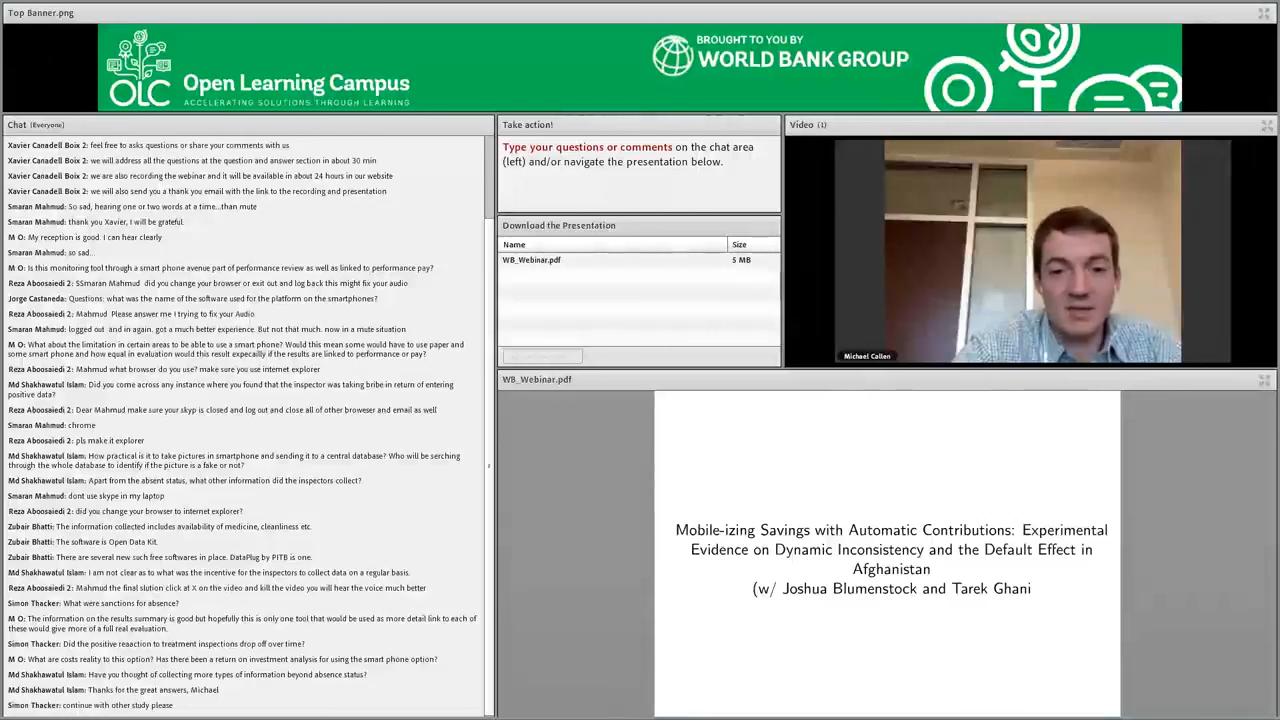 Top Banner.png
OLC Open Learning Campus
ACCELERATING SOLUTIONS THROUGH LEARNING
BROUGHT TO YOU BY
WORLD BANK GROUP
Chat (Everyone)
Xavier Canadell Boix 2: feel free to asks questions or share your comments with us
Xavier Canadell Boix 2: we will address all the questions at the question and answer section in about 30 min
Xavier Canadell Boix 2: we are also recording the webinar and it will be available in about 24 hours in our website
Xavier Canadell Boix 2: we will also send you a thank you email with the link to the recording and presentation
Smaran Mahmud: So sad, hearing one or two words at a time...than mute
Smaran Mahmud: thank you Xavier, I will be grateful.
M O: My reception is good. I can hear clearly
Smaran Mahmud: so sad...
M O: Is this monitoring tool through a smart phone avenue part of performance review as well as linked to performance pay?
Reza Aboosaiedi 2: SSmaran Mahmud did you change your browser or exit out and log back this might fix your audio
Jorge Castaneda: Questions: what was the name of the software used for the platform on the smartphones?
Reza Aboosaiedi 2: Mahmud Please answer me I trying to fix your Audio
Smaran Mahmud: logged out and in again. got a much better experience. But not that much. now in a mute situation
M O: What about the limitation in certain areas to be able to use a smart phone? Would this mean some would have to use paper and
some smart phone and how equal in evaluation would this result expecailly if the results are linked to performance or pay?
Reza Aboosaiedi 2: Mahmud what browser do you use? make sure you use internet explorer
Md Shakhawatul Islam: Did you come across any instance where you found that the inspector was taking bribe in return of entering
positive data?
Reza Aboosaiedi 2: Dear Mahmud make sure your skyp is closed and log out and close all of other broweser and email as well
Smaran Mahmud: chrome
Reza Aboosaiedi 2: pls make it explorer
Md Shakhawatul Islam: How practical is it to take pictures in smartphone and sending it to a central database? Who will be serching
through the whole database to identify if the picture is a fake or not?
Md Shakhawatul Islam: Apart from the absent status, what other information did the inspectors collect?
Smaran Mahmud: dont use skype in my laptop
Reza Aboosaiedi 2: did you change your browser to internet explorer?
Zubair Bhatti: The information collected includes availability of medicine, cleanliness etc.
Zubair Bhatti: The software is Open Data Kit.
Zubair Bhatti: There are several new such free softwares in place. DataPlug by PITB is one.
Md Shakhawatul Islam: I am not clear as to what was the incentive for the inspectors to collect data on a regular basis.
Reza Aboosaiedi 2: Mahmud the final slution click at X on the video and kill the video you will hear the voice much better
Simon Thacker: What were sanctions for absence?
M O: The information on the results summary is good but hopefully this is only one tool that would be used as more detail link to each of
these would give more of a full real evaluation.
Simon Thacker: Did the positive reaaction to treatment inspections drop off over time?
M O: What are costs reality to this option? Has there been a return on investment analysis for using the smart phone option?
Md Shakhawatul Islam: Have you thought of collecting more types of information beyond absence status?
Md Shakhawatul Islam: Thanks for the great answers, Michael
Simon Thacker: continue with other study please
Take action!
Type your questions or comments on the chat area
(left) and/or navigate the presentation below.
Download the Presentation
Name Size
WB_Webinar.pdf 5 MB
Video (1)
Michael Callen
WB_Webinar.pdf
Mobile-izing Savings with Automatic Contributions: Experimental
Evidence on Dynamic Inconsistency and the Default Effect in
Afghanistan
(w/ Joshua Blumenstock and Tarek Ghani